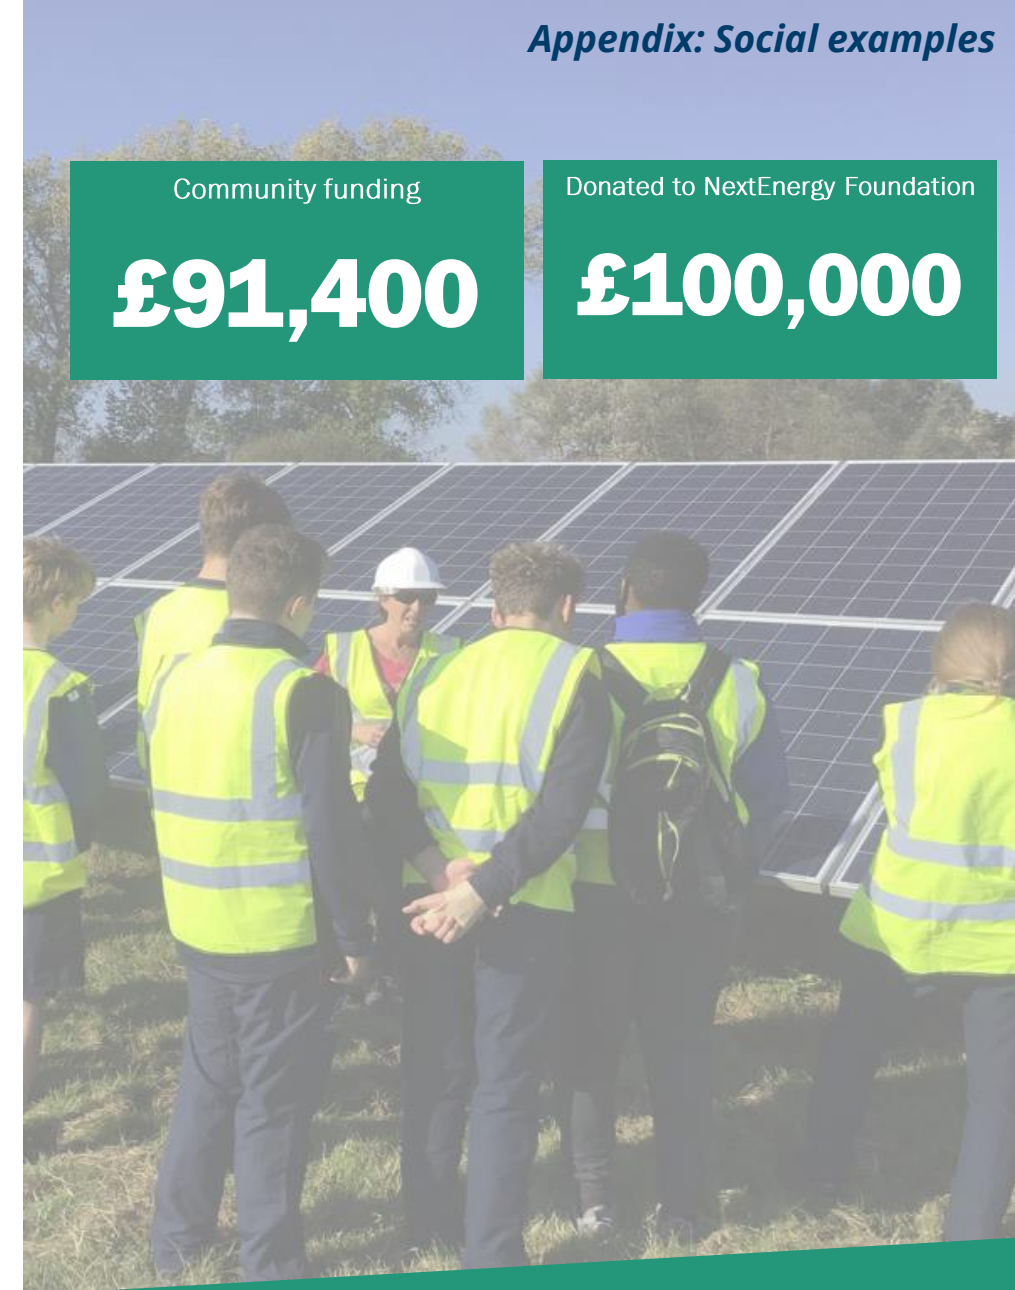 Appendix: Social examples
Community funding
£91,400
Donated to NextEnergy Foundation
£100,000